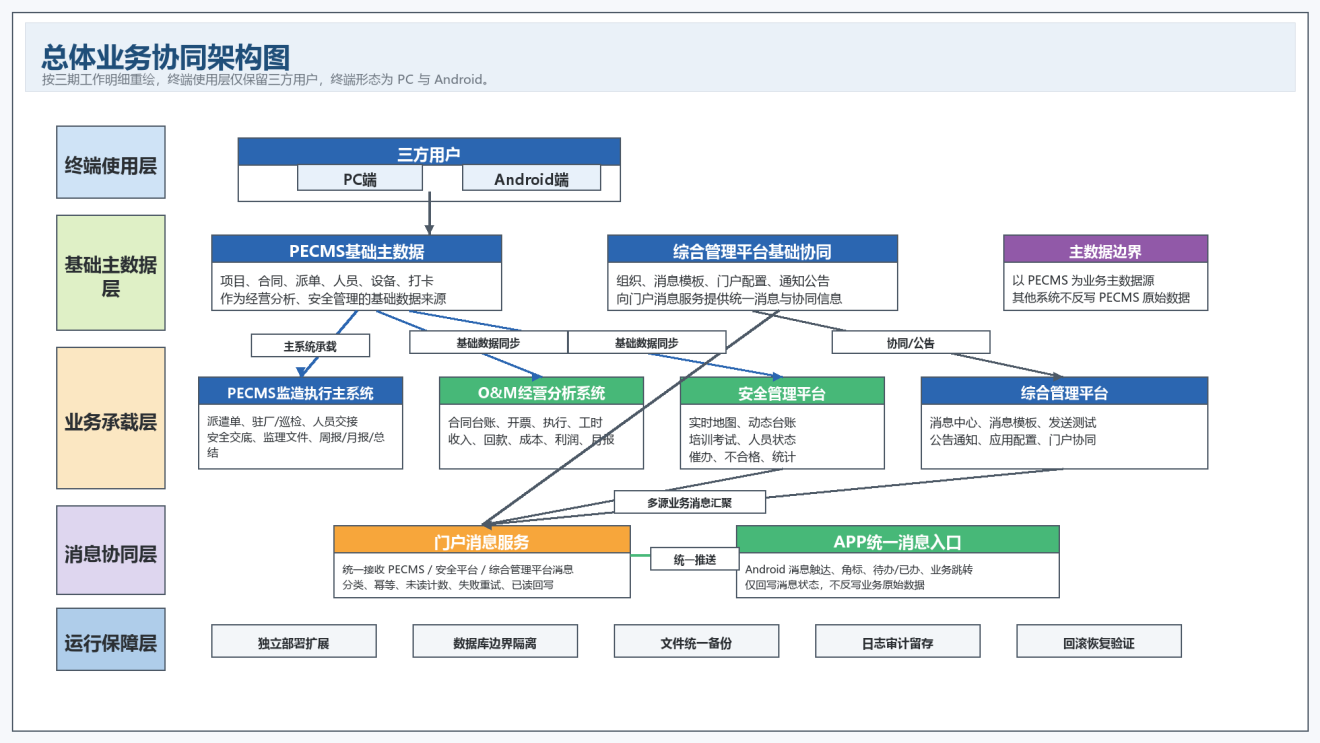 总体业务协同架构图
按三期工作明细重绘，终端使用层仅保留三方用户，终端形态为 PC 与 Android。
终端使用层
三方用户
PC端
Android端
基础主数据
层
PECMS基础主数据
项目、合同、派单、人员、设备、打卡
作为经营分析、安全管理的基础数据来源
综合管理平台基础协同
组织、消息模板、门户配置、通知公告
向门户消息服务提供统一消息与协同信息
主数据边界
以 PECMS 为业务主数据源
其他系统不反写 PECMS 原始数据
主系统承载
基础数据同步
基础数据同步
协同/公告
业务承载层
PECMS监造执行主系统
派遣单、驻厂/巡检、人员交接
安全交底、监理文件、周报/月报/总
结
O&M经营分析系统
合同台账、开票、执行、工时
收入、回款、成本、利润、月报
安全管理平台
实时地图、动态台账
培训考试、人员状态
催办、不合格、统计
综合管理平台
消息中心、消息模板、发送测试
公告通知、应用配置、门户协同
多源业务消息汇聚
消息协同层
门户消息服务
统一接收 PECMS / 安全平台 / 综合管理平台消息
分类、幂等、未读计数、失败重试、已读回写
统一推送
APP统一消息入口
Android 消息触达、角标、待办/已办、业务跳转
仅回写消息状态，不反写业务原始数据
运行保障层
独立部署扩展
数据库边界隔离
文件统一备份
日志审计留存
回滚恢复验证